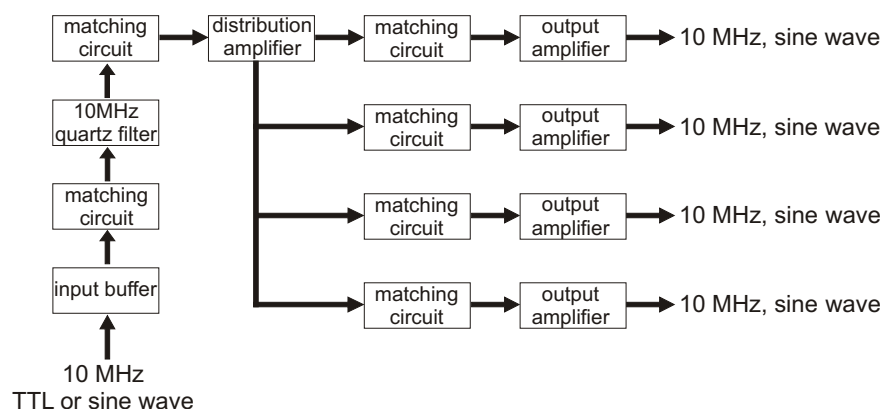 matching
circuit
distribution
amplifier
matching
circuit
output
amplifier
10 MHz, sine wave
10MHz
quartz filter
matching
circuit
output
amplifier
10 MHz, sine wave
matching
circuit
matching
circuit
output
amplifier
10 MHz, sine wave
input buffer
matching
circuit
output
amplifier
10 MHz, sine wave
10 MHz
TTL or sine wave